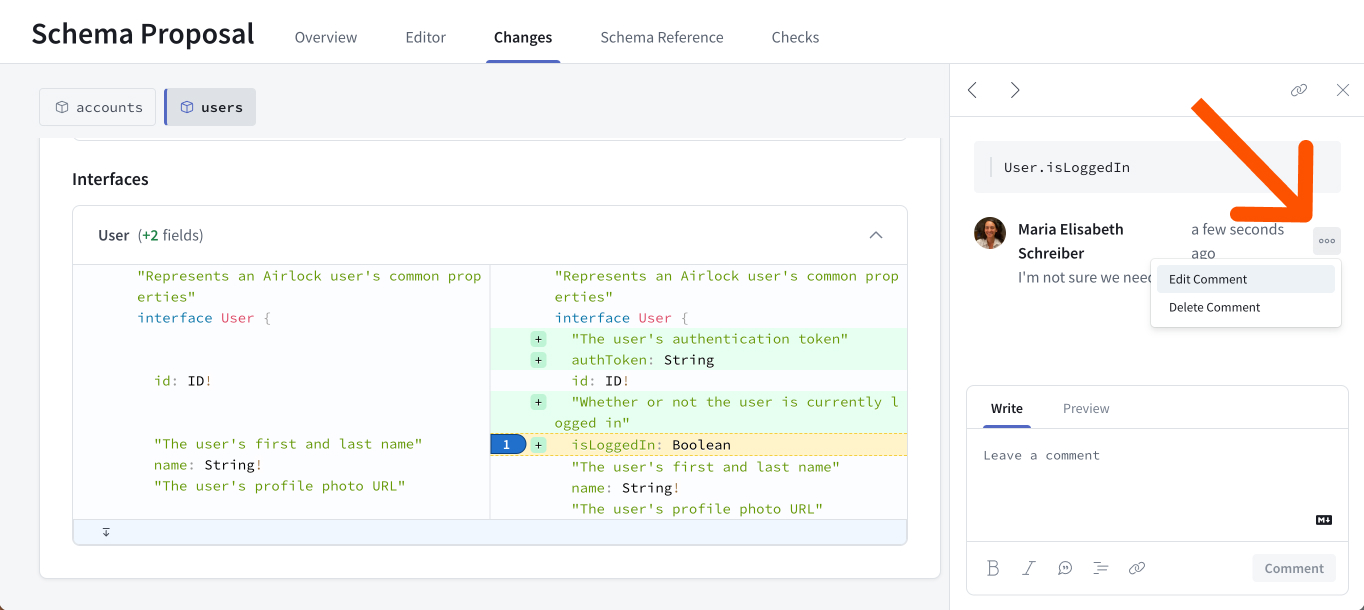 Schema Proposal
Overview
Editor
Changes
Schema Reference
Checks
accounts
users
Interfaces
User (+2 fields)
"Represents an Airlock user's common prop
erties"
interface User {
id: ID!
"The user's first and last name"
name: String!
"The user's profile photo URL"
"Represents an Airlock user's common prop
erties"
interface User {
+ "The user's authentication token"
+ authToken: String
id: ID!
+ "Whether or not the user is currently l
ogged in"
1 + isLoggedIn: Boolean
"The user's first and last name"
name: String!
"The user's profile photo URL"
User.isLoggedIn
Maria Elisabeth
Schreiber
a few seconds
ago
I'm not sure we need
Edit Comment
Delete Comment
Write
Preview
Leave a comment
M
B I
Comment